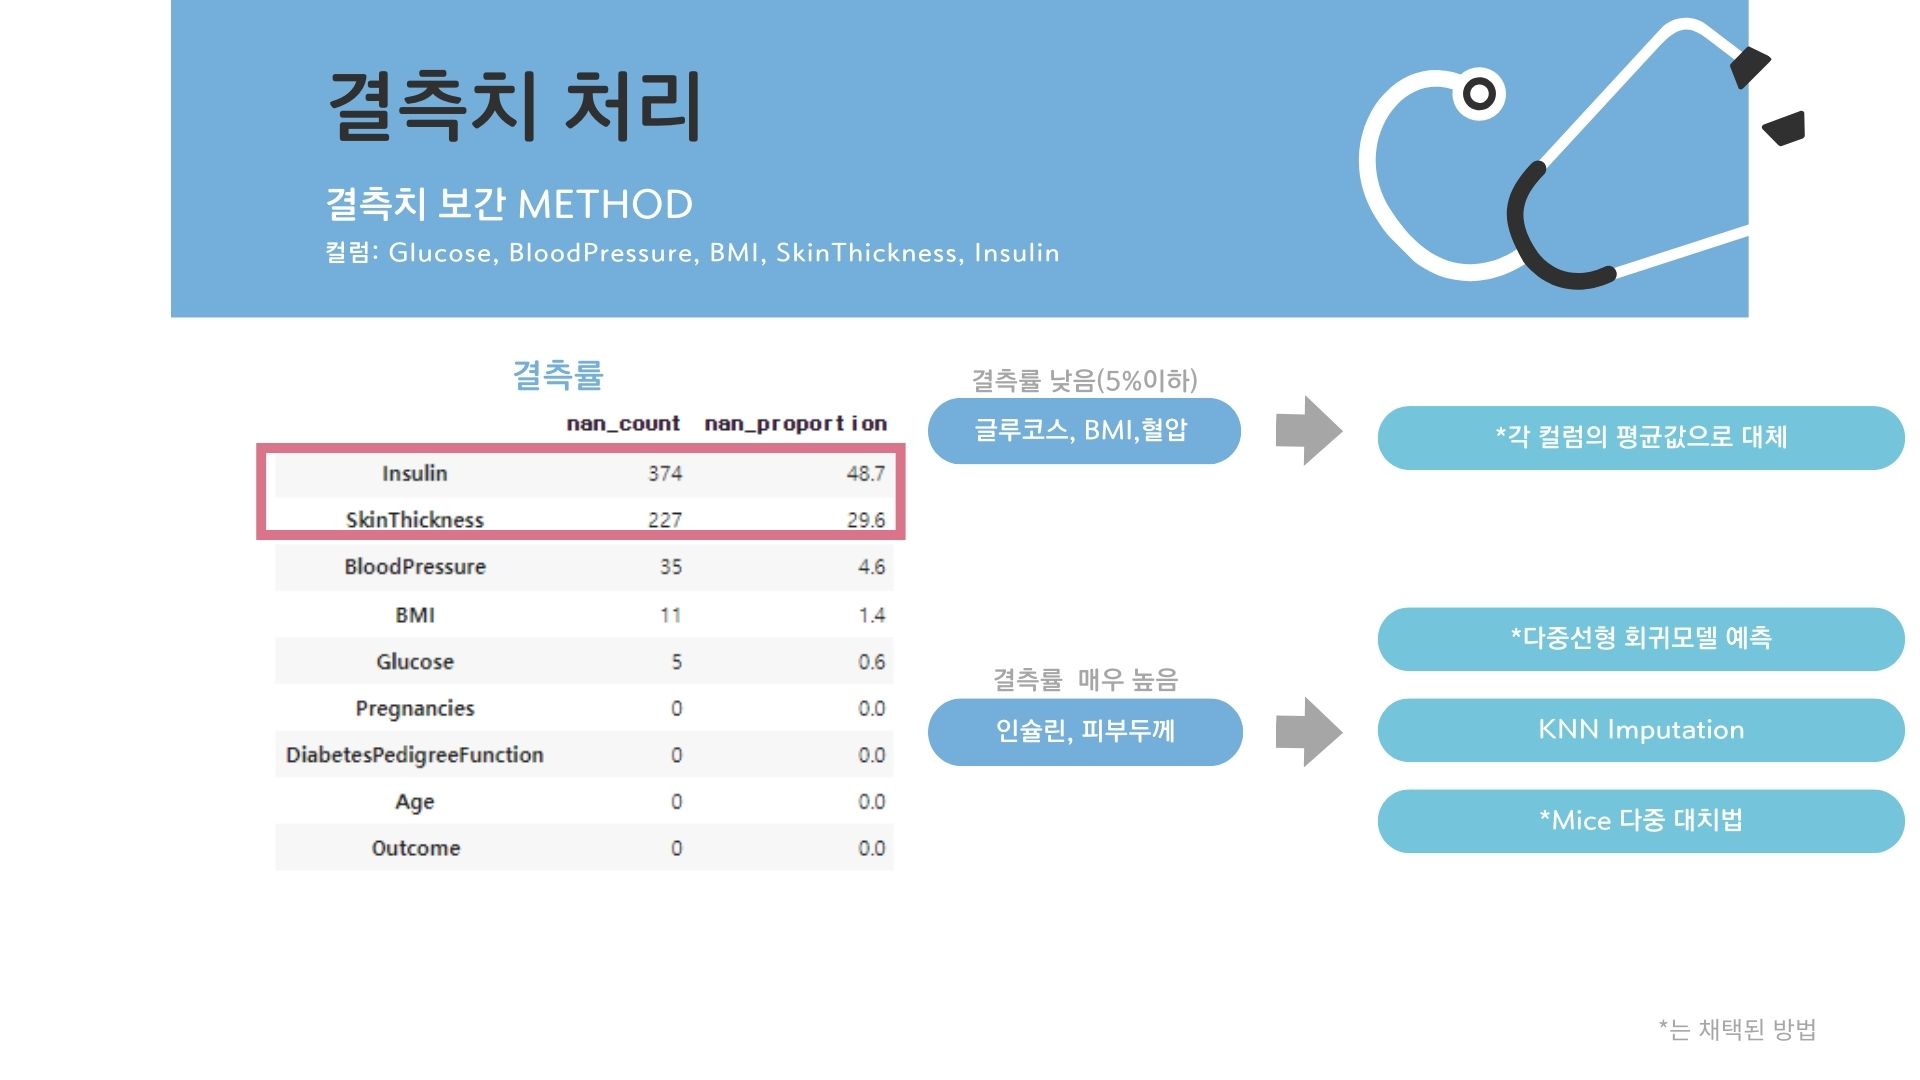 결측치 처리
결측치 보간 METHOD
컬럼: Glucose, BloodPressure, BMI, SkinThickness, Insulin
결측률
nan_count nan_proportion
Insulin 374 48.7
SkinThickness 227 29.6
BloodPressure 35 4.6
BMI 11 1.4
Glucose 5 0.6
Pregnancies 0 0.0
DiabetesPedigreeFunction 0 0.0
Age 0 0.0
Outcome 0 0.0
결측률 낮음(5%이하)
글루코스, BMI,혈압
*각 컬럼의 평균값으로 대체
결측률 매우 높음
인슐린, 피부두께
*다중선형 회귀모델 예측
KNN Imputation
*Mice 다중 대치법
*는 채택된 방법